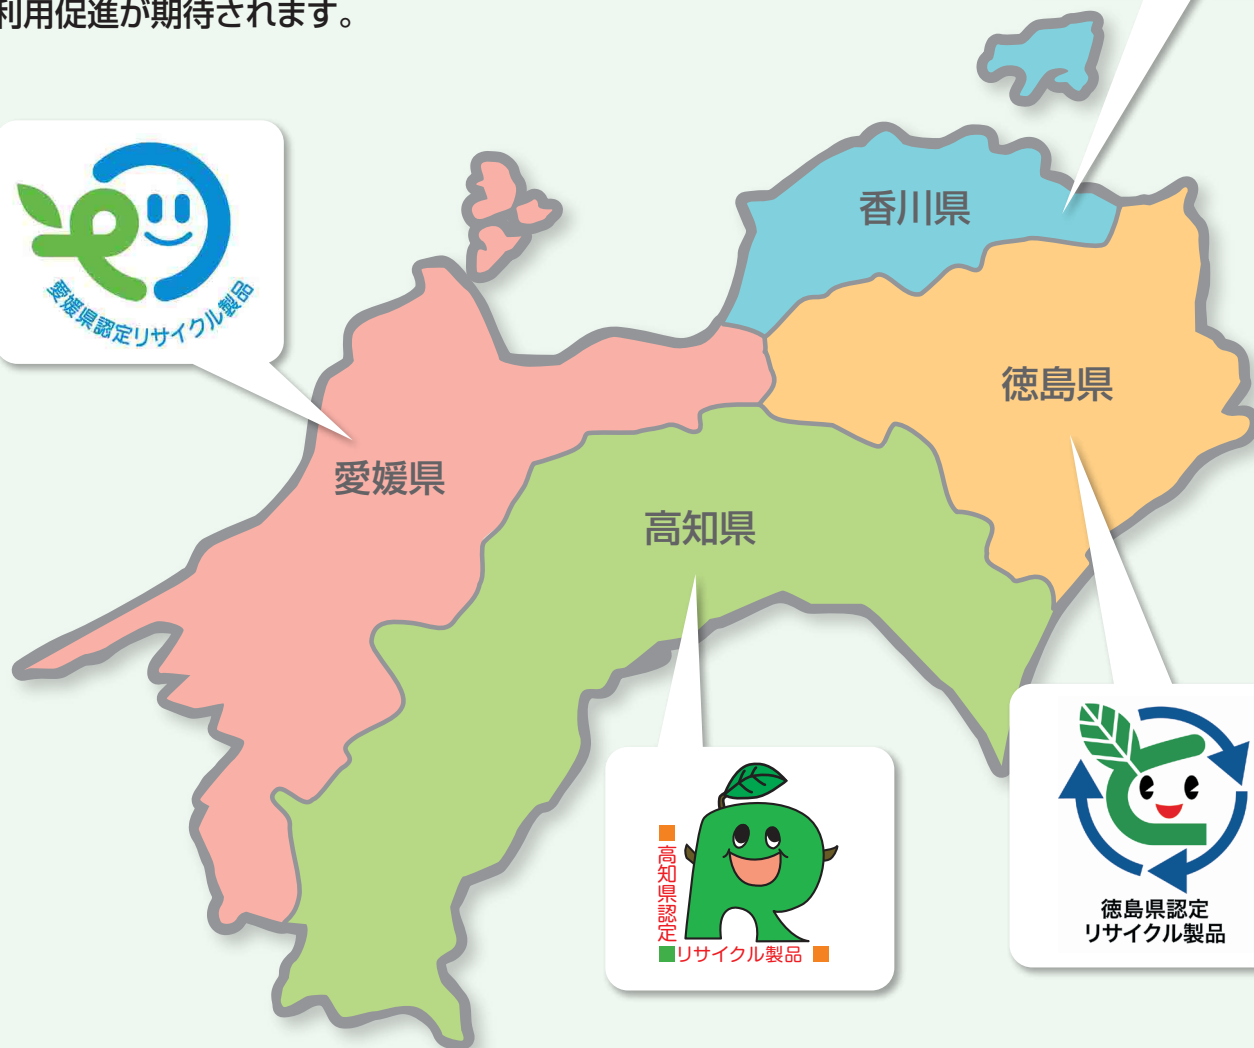 利用促進が期待されます。
香川県
愛媛県認定リサイクル製品
徳島県
愛媛県
高知県
高知県認定
リサイクル製品
徳島県認定
リサイクル製品